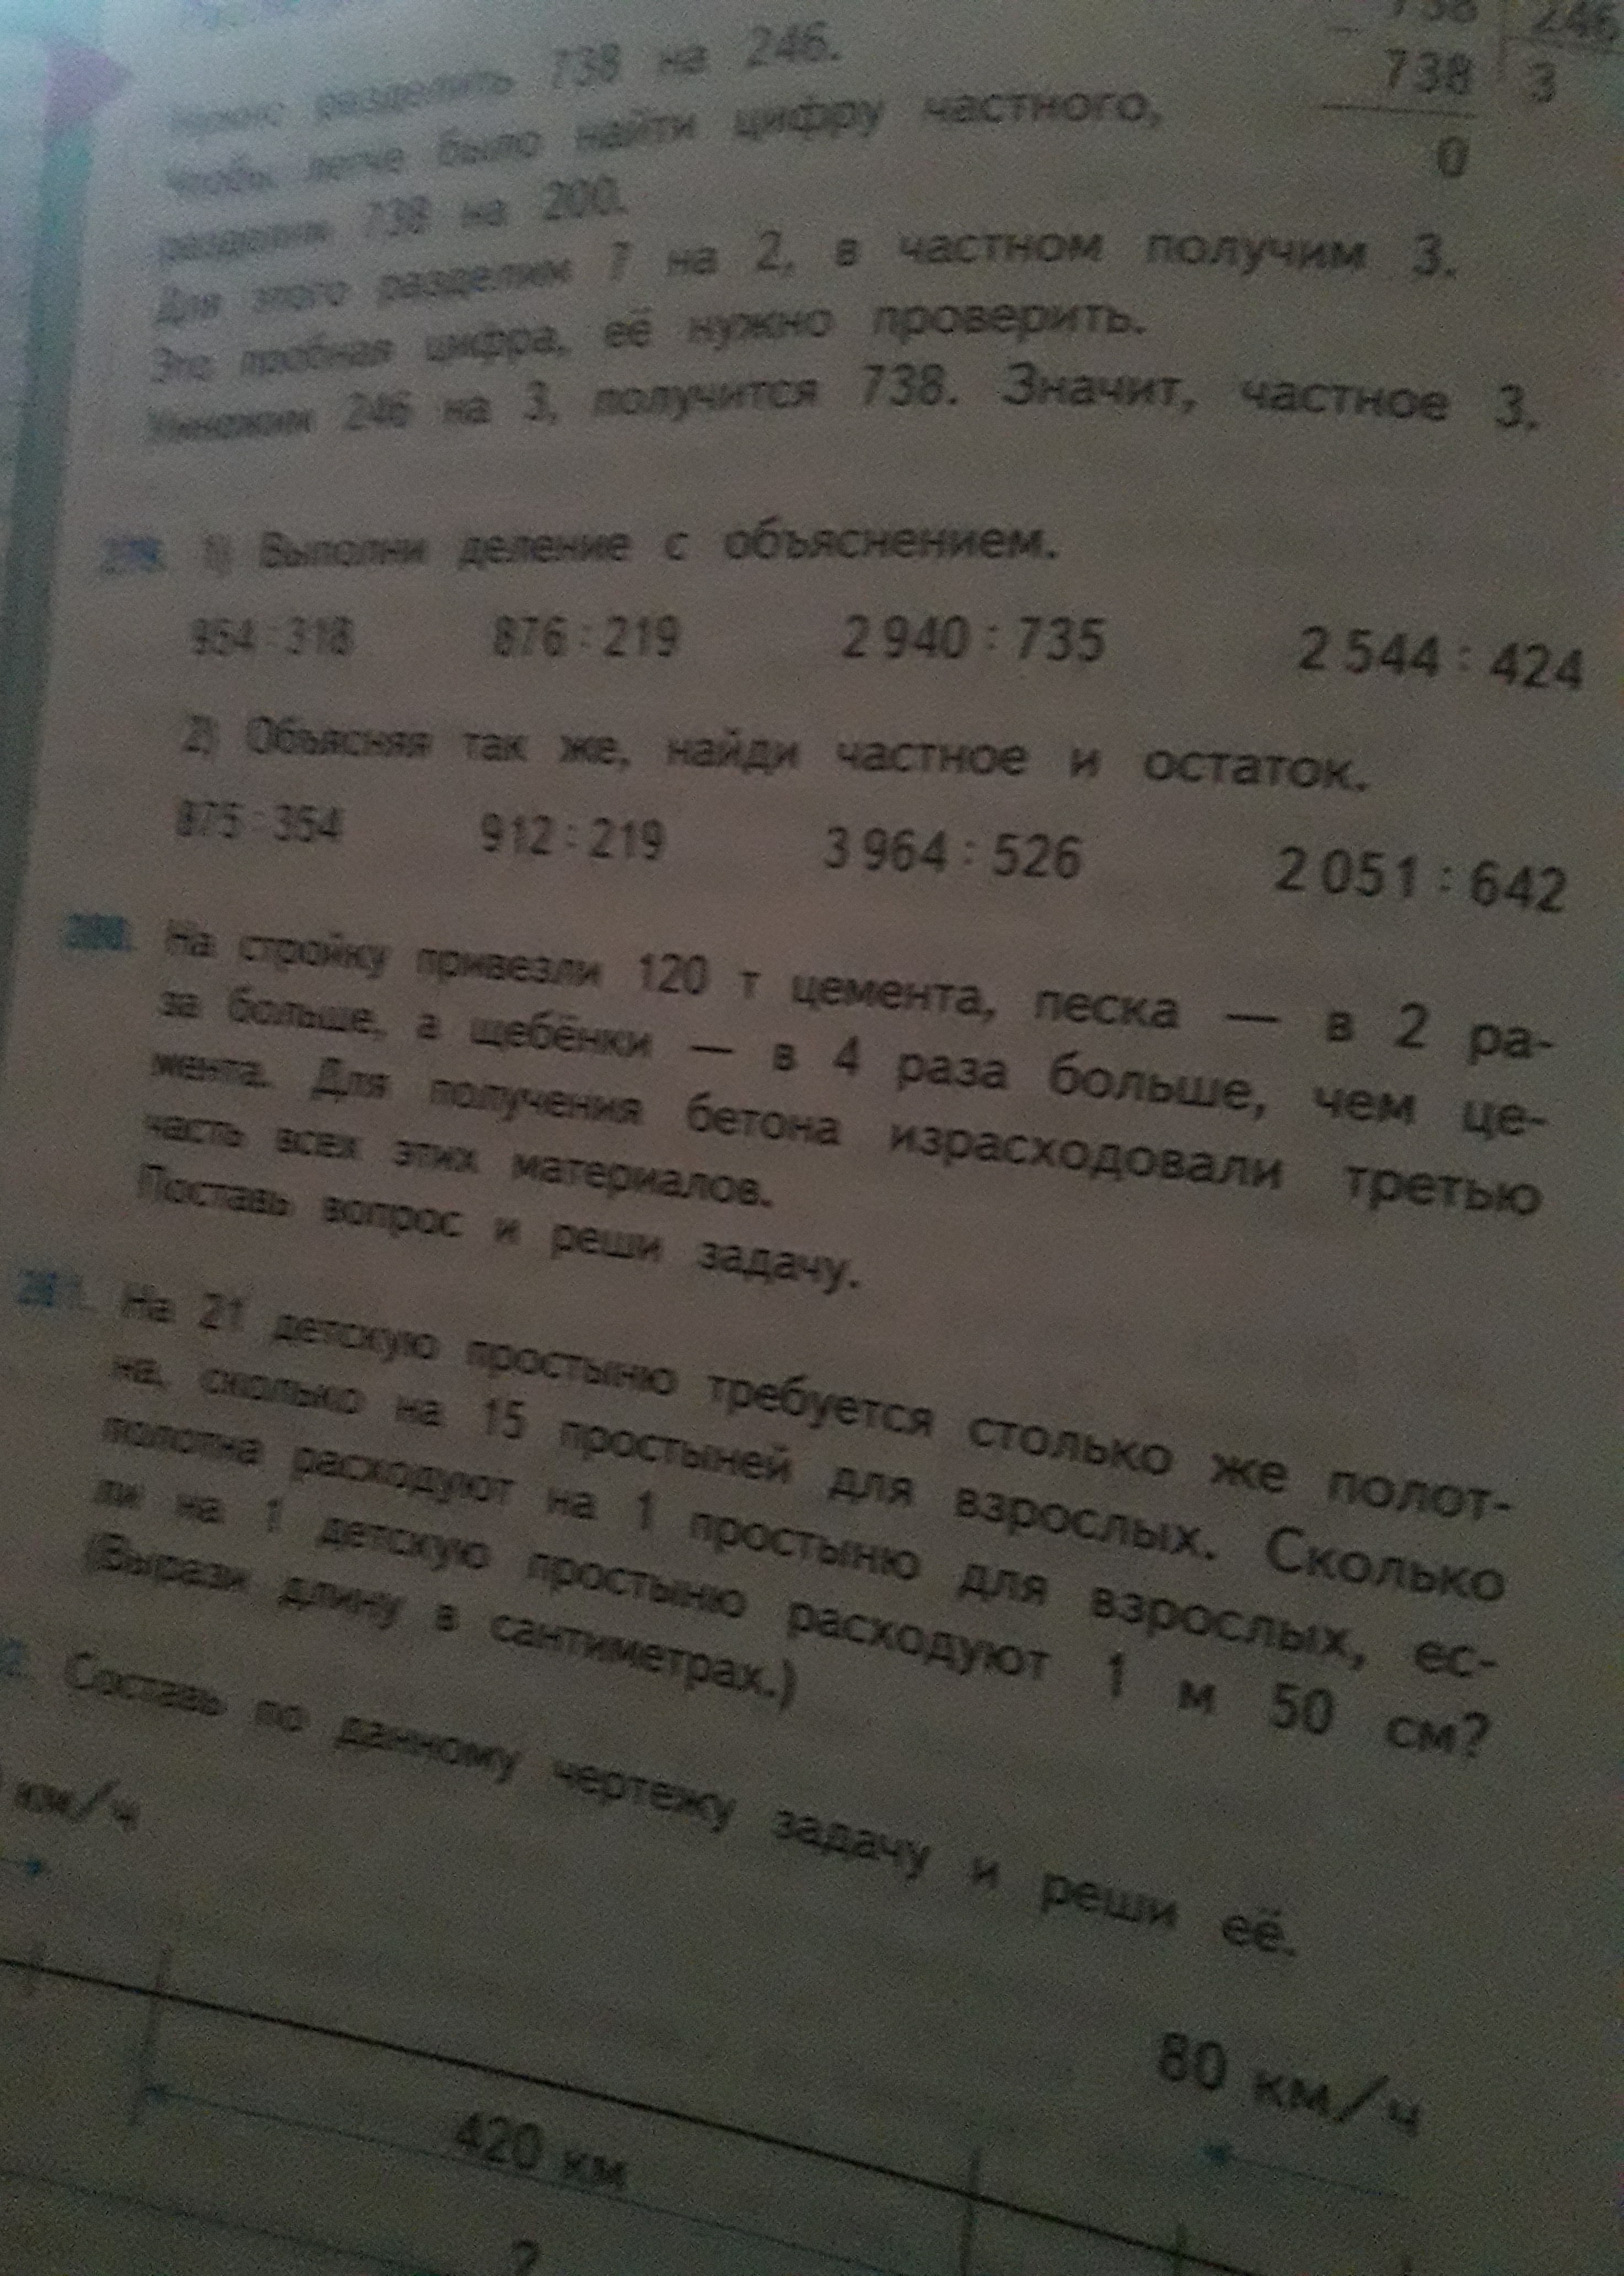 738 246
738 3
0
Нужно разделить 738 на 246.
Чтобы легче было найти цифру частного,
разделим 738 на 200.
Для этого разделим 7 на 2, в частном получим 3.
Это пробная цифра, её нужно проверить.
Умножим 246 на 3, получится 738. Значит, частное 3.
1) Выполни деление с объяснением.
954 : 318 876 : 219 2 940 : 735 2 544 : 424
2) Объясняя так же, найди частное и остаток.
875 : 354 912 : 219 3 964 : 526 2 051 : 642
На стройку привезли 120 т цемента, песка — в 2 ра-
за больше, а щебёнки — в 4 раза больше, чем це-
мента. Для получения бетона израсходовали третью
часть всех этих материалов.
Поставь вопрос и реши задачу.
281. На 21 детскую простыню требуется столько же полот-
на, сколько на 15 простыней для взрослых. Сколько
полотна расходуют на 1 простыню для взрослых, ес-
ли на 1 детскую простыню расходуют 1 м 50 см?
(Вырази длину в сантиметрах.)
Составь по данному чертежу задачу и реши её.
км/ч
80 км/ч
420 км
?